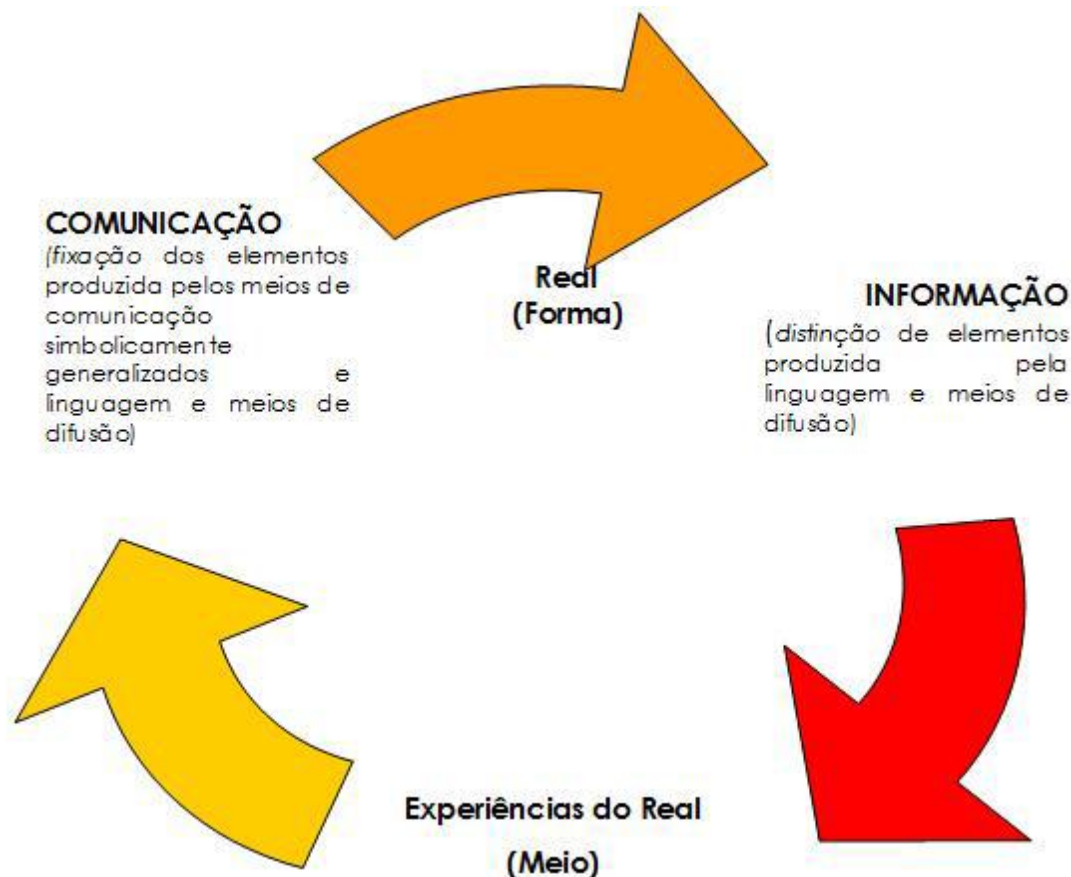 COMUNICAÇÃO
(fixação dos elementos
produzida pelos meios de
comunicação
simbolicamente
generalizados e
linguagem e meios de
difusão)
Real
(Forma)
INFORMAÇÃO
(distinção de elementos
produzida pela
linguagem e meios de
difusão)
Experiências do Real
(Meio)